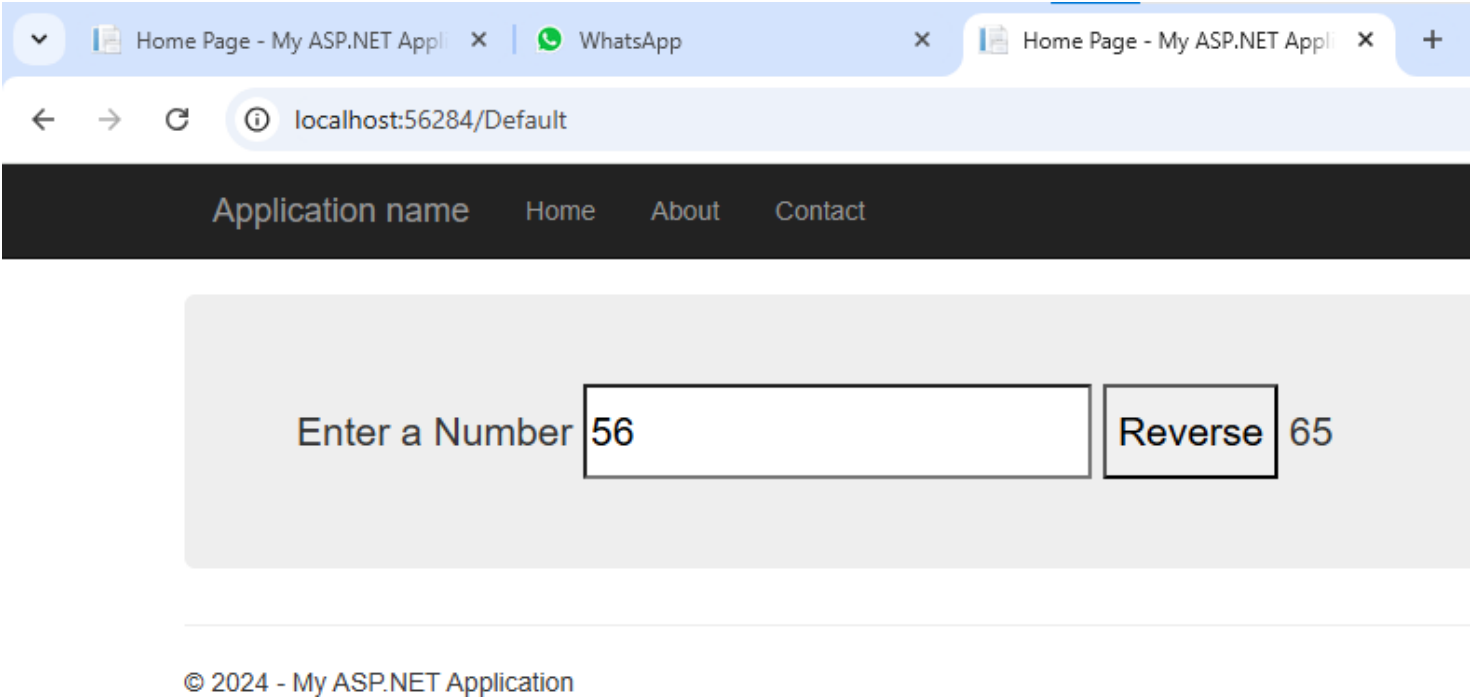 Home Page - My ASP.NET Appli WhatsApp Home Page - My ASP.NET Appli
localhost:56284/Default
Application name Home About Contact
Enter a Number 56 Reverse 65
© 2024 - My ASP.NET Application